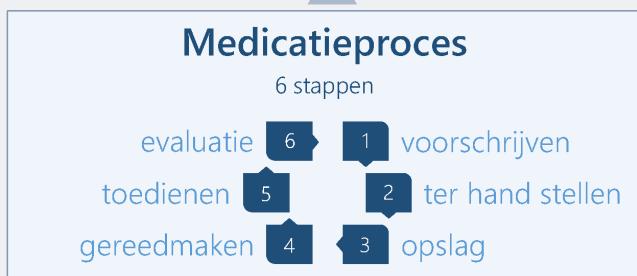 Medicatieproces
6 stappen
evaluatie 6 1 voorschrijven
toedienen 5 2 ter hand stellen
gereedmaken 4 3 opslag